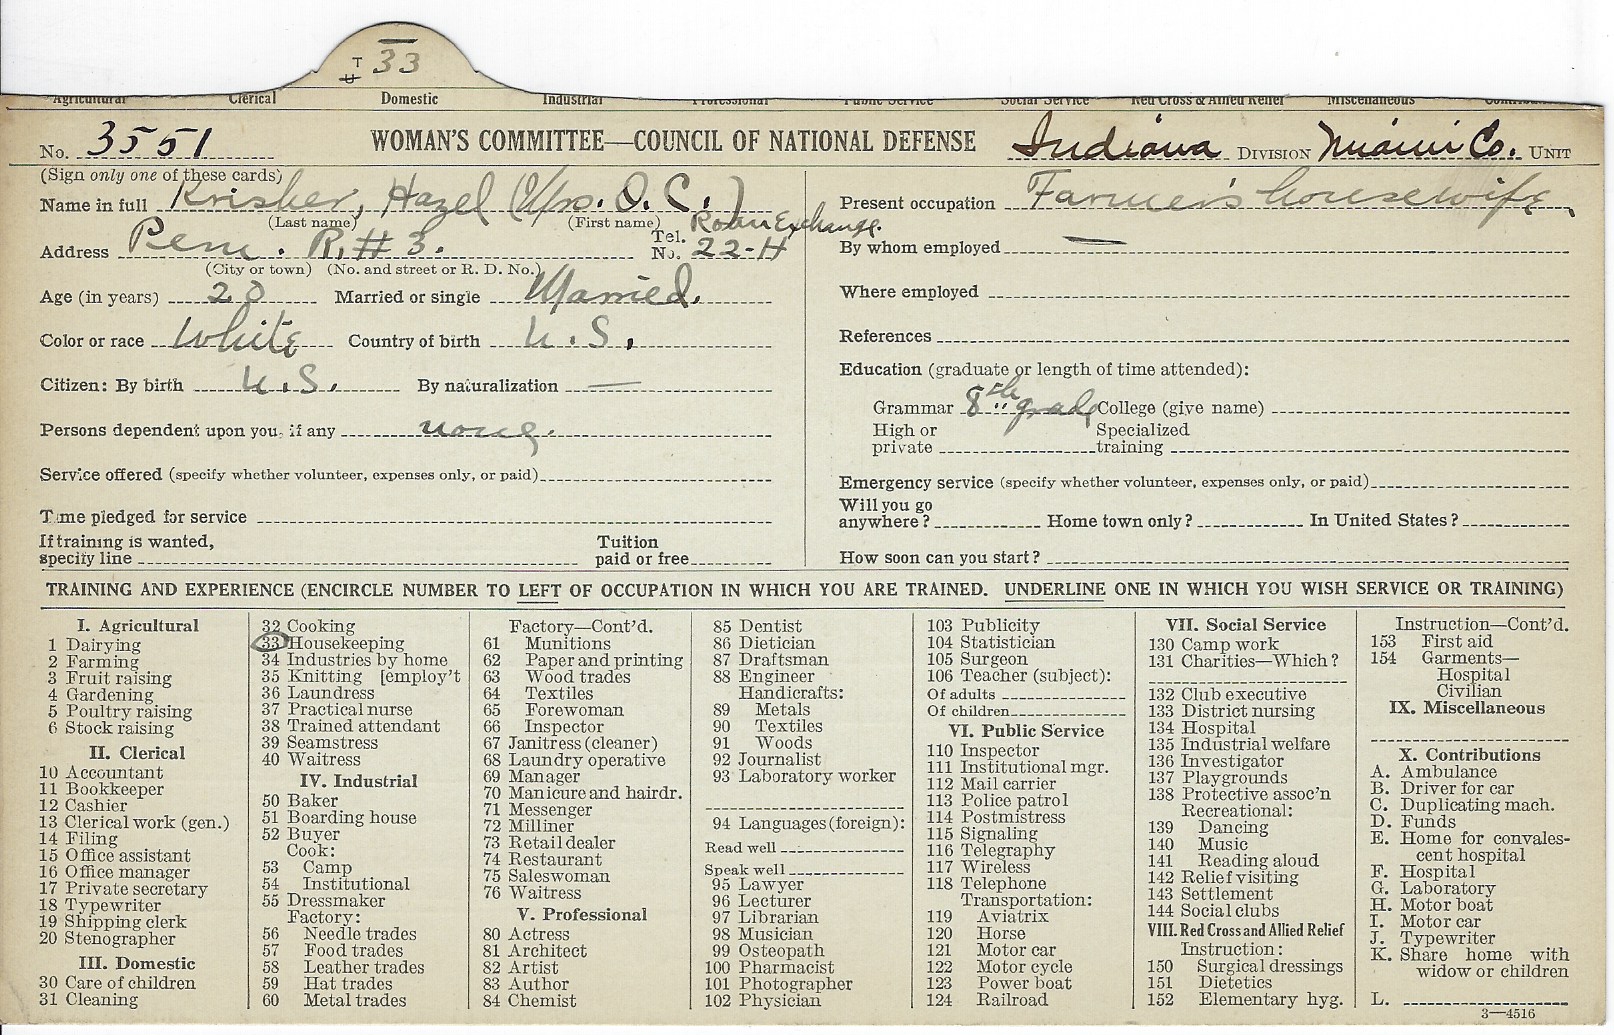 T 33
U
Agricultural Clerical Domestic Industrial Professional Public Service Social Service Red Cross & Allied Relief Miscellaneous
No. 3551 WOMAN'S COMMITTEE—COUNCIL OF NATIONAL DEFENSE Indiana DIVISION Miami Co. UNIT
(Sign only one of these cards)
Name in full Krisher, Hazel (Mrs. O. C.)
(Last name) (First name)
Address Peru. R.#3. Tel. No. Roan Exchange. 22-H
(City or town) (No. and street or R. D. No.)
Age (in years) 20 Married or single Married.
Color or race White Country of birth U.S.
Citizen: By birth U.S. By naturalization —
Persons dependent upon you, if any none.
Service offered (specify whether volunteer, expenses only, or paid)
Time pledged for service
If training is wanted, specify line Tuition paid or free
Present occupation Farmer's housewife
By whom employed —
Where employed
References
Education (graduate or length of time attended):
Grammar 8th grade College (give name)
High or private Specialized training
Emergency service (specify whether volunteer, expenses only, or paid)
Will you go anywhere? Home town only? In United States?
How soon can you start?
TRAINING AND EXPERIENCE (ENCIRCLE NUMBER TO LEFT OF OCCUPATION IN WHICH YOU ARE TRAINED. UNDERLINE ONE IN WHICH YOU WISH SERVICE OR TRAINING)
I. Agricultural
1 Dairying
2 Farming
3 Fruit raising
4 Gardening
5 Poultry raising
6 Stock raising
II. Clerical
10 Accountant
11 Bookkeeper
12 Cashier
13 Clerical work (gen.)
14 Filing
15 Office assistant
16 Office manager
17 Private secretary
18 Typewriter
19 Shipping clerk
20 Stenographer
III. Domestic
30 Care of children
31 Cleaning
32 Cooking
33 Housekeeping
34 Industries by home
35 Knitting [employ't
36 Laundress
37 Practical nurse
38 Trained attendant
39 Seamstress
40 Waitress
IV. Industrial
50 Baker
51 Boarding house
52 Buyer
Cook:
53 Camp
54 Institutional
55 Dressmaker
Factory:
56 Needle trades
57 Food trades
58 Leather trades
59 Hat trades
60 Metal trades
Factory—Cont'd.
61 Munitions
62 Paper and printing
63 Wood trades
64 Textiles
65 Forewoman
66 Inspector
67 Janitress (cleaner)
68 Laundry operative
69 Manager
70 Manicure and hairdr.
71 Messenger
72 Milliner
73 Retail dealer
74 Restaurant
75 Saleswoman
76 Waitress
V. Professional
80 Actress
81 Architect
82 Artist
83 Author
84 Chemist
85 Dentist
86 Dietician
87 Draftsman
88 Engineer
Handicrafts:
89 Metals
90 Textiles
91 Woods
92 Journalist
93 Laboratory worker
94 Languages (foreign):
Read well
Speak well
95 Lawyer
96 Lecturer
97 Librarian
98 Musician
99 Osteopath
100 Pharmacist
101 Photographer
102 Physician
103 Publicity
104 Statistician
105 Surgeon
106 Teacher (subject):
Of adults
Of children
VI. Public Service
110 Inspector
111 Institutional mgr.
112 Mail carrier
113 Police patrol
114 Postmistress
115 Signaling
116 Telegraphy
117 Wireless
118 Telephone
Transportation:
119 Aviatrix
120 Horse
121 Motor car
122 Motor cycle
123 Power boat
124 Railroad
VII. Social Service
130 Camp work
131 Charities—Which?
132 Club executive
133 District nursing
134 Hospital
135 Industrial welfare
136 Investigator
137 Playgrounds
138 Protective assoc'n
Recreational:
139 Dancing
140 Music
141 Reading aloud
142 Relief visiting
143 Settlement
144 Social clubs
VIII. Red Cross and Allied Relief
Instruction:
150 Surgical dressings
151 Dietetics
152 Elementary hyg.
Instruction—Cont'd.
153 First aid
154 Garments—
Hospital
Civilian
IX. Miscellaneous
X. Contributions
A. Ambulance
B. Driver for car
C. Duplicating mach.
D. Funds
E. Home for convales-
cent hospital
F. Hospital
G. Laboratory
H. Motor boat
I. Motor car
J. Typewriter
K. Share home with
widow or children
L.
3—4516